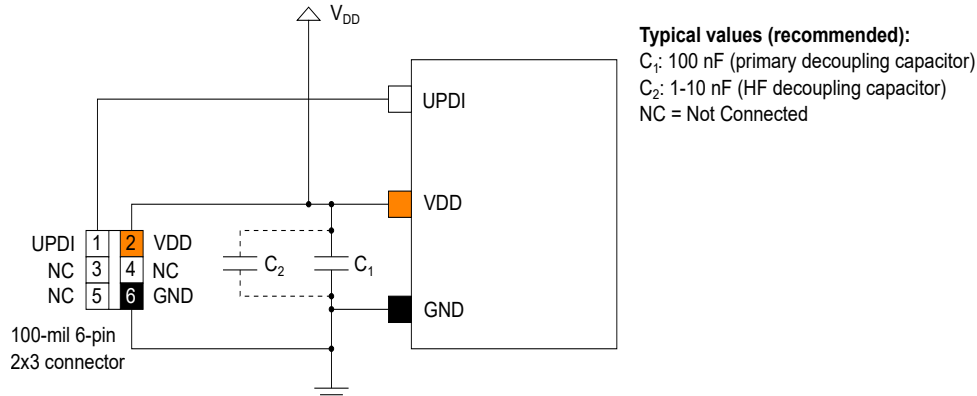 V_DD
Typical values (recommended):
C₁: 100 nF (primary decoupling capacitor)
C₂: 1-10 nF (HF decoupling capacitor)
NC = Not Connected
UPDI
VDD
UPDI 1 2 VDD
NC 3 4 NC
NC 5 6 GND
C₂
C₁
GND
100-mil 6-pin
2x3 connector